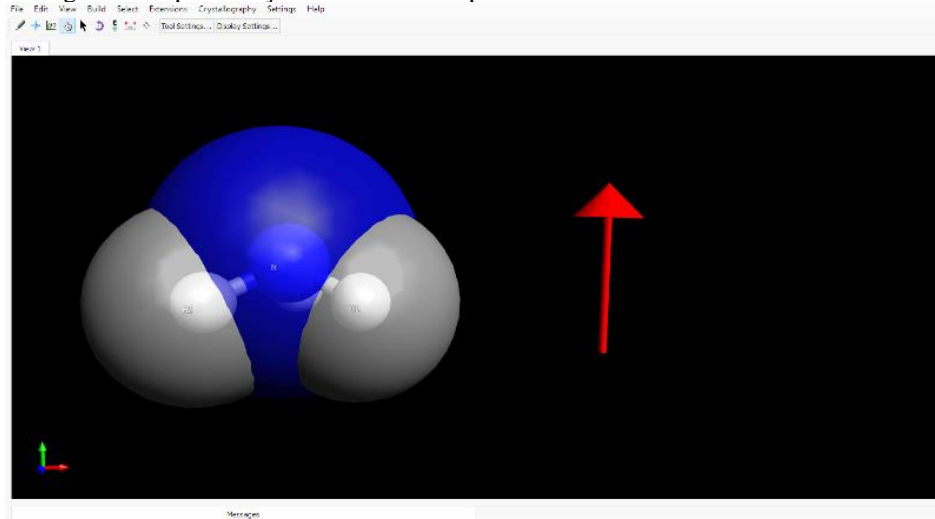 File Edit View Build Select Extensions Crystallography Settings Help
Tool Settings... Display Settings...
View 1
N
Messages